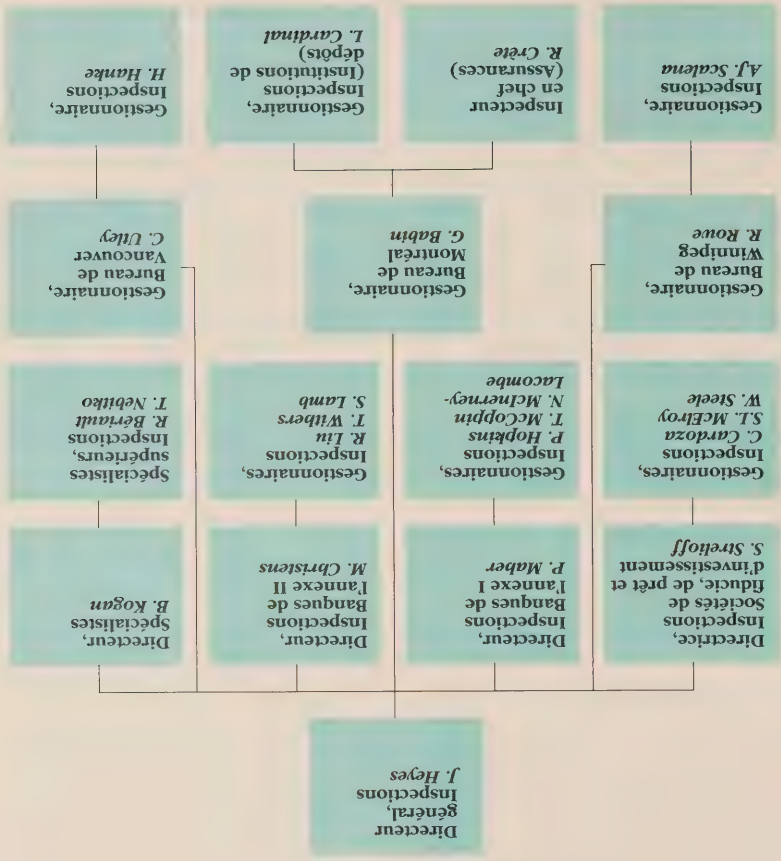 Directeur
général,
Inspections
J. Heyes
Directeur,
Spécialistes
B. Kogan
Directeur,
Inspections
Banques de
l'annexe II
M. Christens
Directeur,
Inspections
Banques de
l'annexe I
P. Maber
Directrice,
Inspections
Sociétés de
fiducie, de prêt et
d'investissement
S. Strelioff
Spécialistes
supérieurs,
Inspections
R. Bériault
T. Nebitko
Gestionnaires,
Inspections
R. Liu
T. Withers
S. Lamb
Gestionnaires,
Inspections
P. Hopkins
T. McCoppin
N. McInerney-
Lacombe
Gestionnaires,
Inspections
C. Cardoza
S.L. McElroy
W. Steele
Gestionnaire,
Bureau de
Vancouver
C. Utley
Gestionnaire,
Bureau de
Montréal
G. Babin
Gestionnaire,
Bureau de
Winnipeg
R. Rowe
Gestionnaire,
Inspections
H. Hanke
Gestionnaire,
Inspections
(Institutions de
dépôts)
L. Cardinal
Inspecteur
en chef
(Assurances)
R. Crête
Gestionnaire,
Inspections
A.J. Scalena